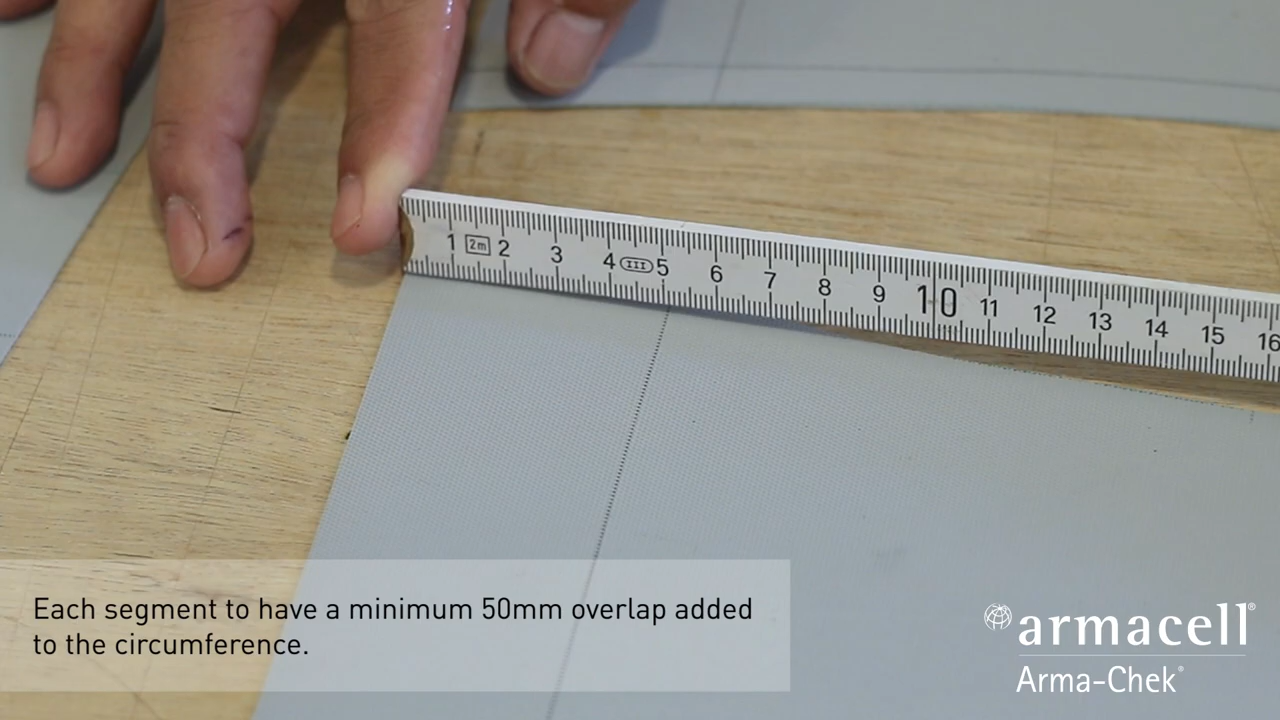 1 2m 2 3 4 III 5 6 7 8 9 10 11 12 13 14 15 16
Each segment to have a minimum 50mm overlap added
to the circumference.
armacell®
Arma-Chek®